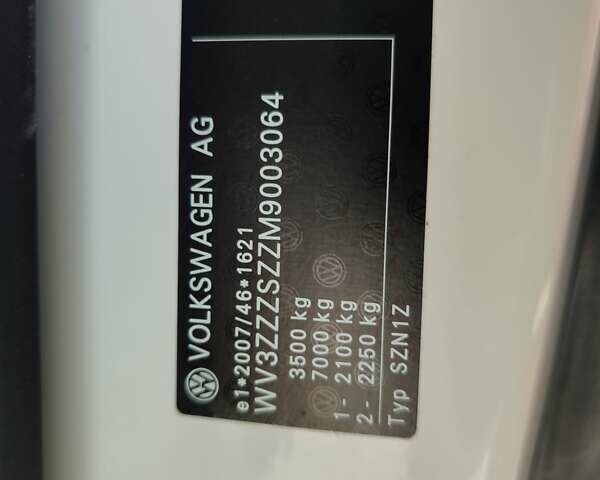 VOLKSWAGEN AG
e1*2007/46*1621
WV3ZZZSZZM9003064
3500 kg
7000 kg
1- 2100 kg
2- 2250 kg
Typ SZN1Z